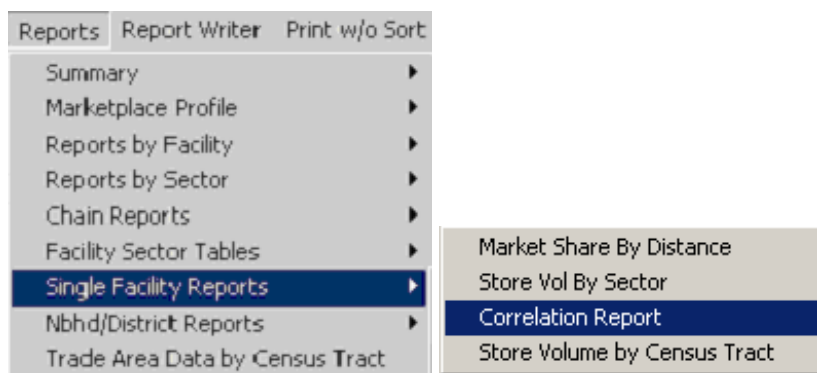 Reports Report Writer Print w/o Sort
Summary
Marketplace Profile
Reports by Facility
Reports by Sector
Chain Reports
Facility Sector Tables
Single Facility Reports
Nbhd/District Reports
Trade Area Data by Census Tract
Market Share By Distance
Store Vol By Sector
Correlation Report
Store Volume by Census Tract